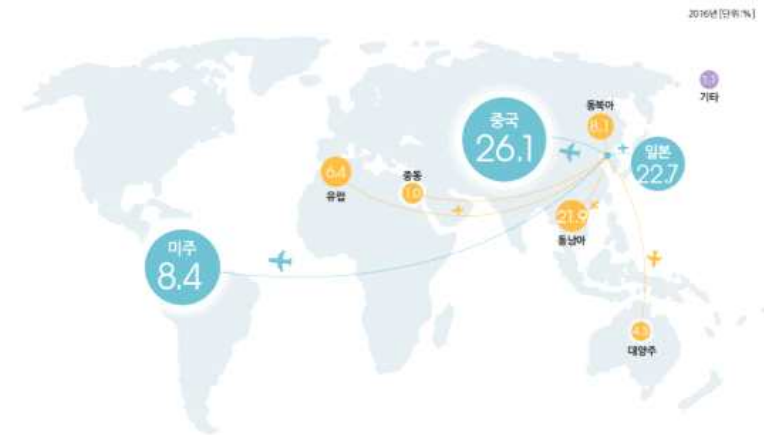 2016년 [단위:%]
1.3
기타
동북아
8.1
중국
26.1
일본
22.7
6.4
유럽
중동
1.0
21.9
동남아
미주
8.4
4.3
대양주